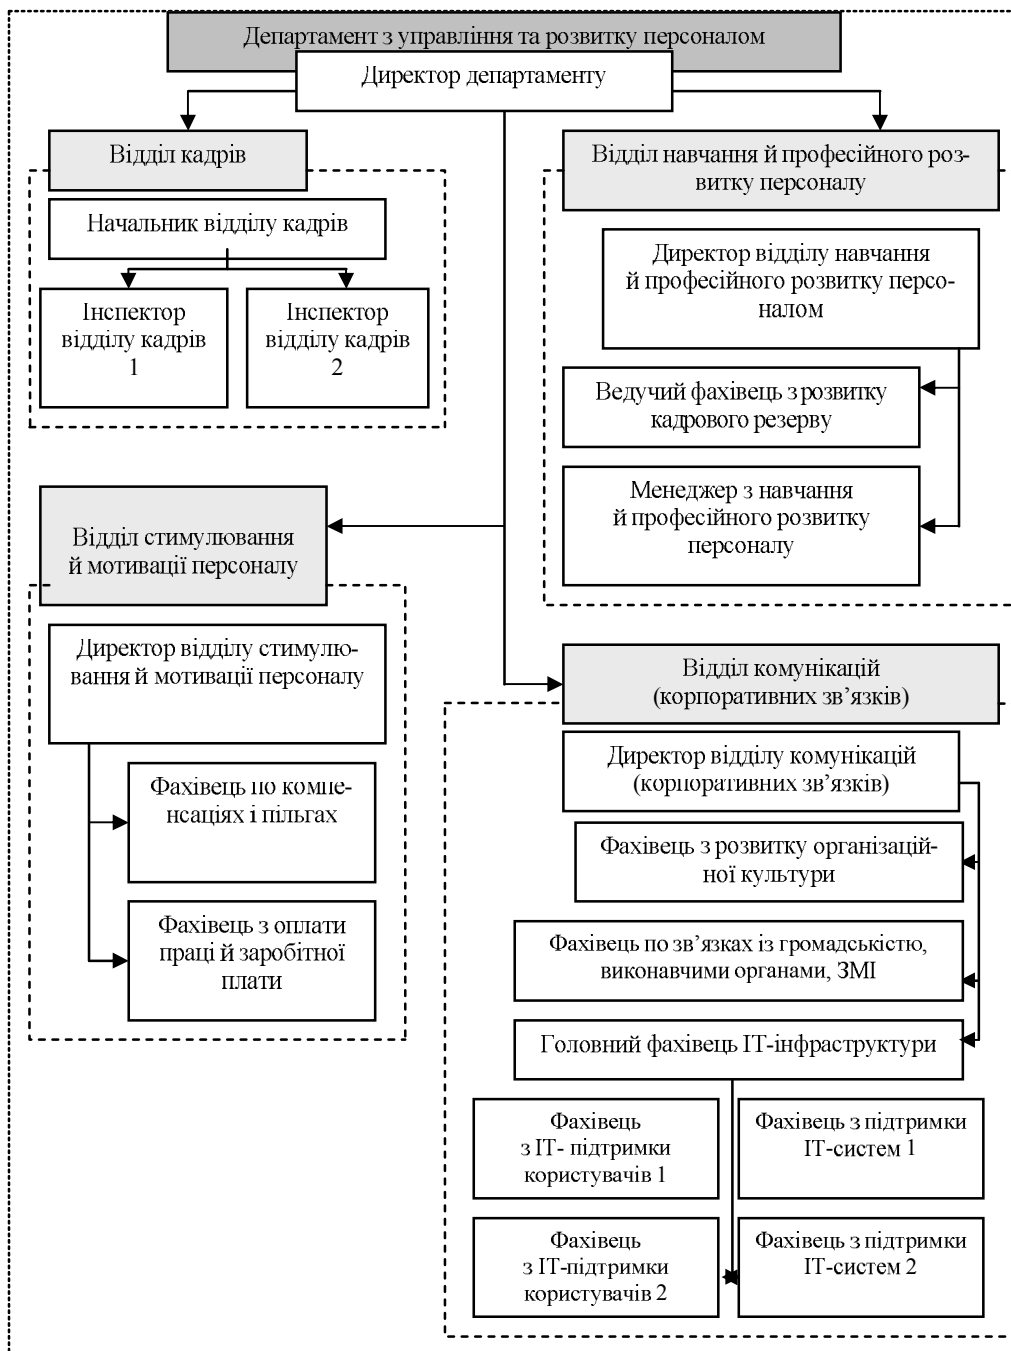 Департамент з управління та розвитку персоналом
Директор департаменту
Відділ кадрів
Начальник відділу кадрів
Інспектор
відділу кадрів
1
Інспектор
відділу кадрів
2
Відділ навчання й професійного роз-
витку персоналу
Директор відділу навчання
й професійного розвитку персо-
налом
Ведучий фахівець з розвитку
кадрового резерву
Менеджер з навчання
й професійного розвитку
персоналу
Відділ стимулювання
й мотивації персоналу
Директор відділу стимулю-
вання й мотивації персоналу
Фахівець по компе-
нсаціях і пільгах
Фахівець з оплати
праці й заробітної
плати
Відділ комунікацій
(корпоративних зв’язків)
Директор відділу комунікацій
(корпоративних зв’язків)
Фахівець з розвитку організацій-
ної культури
Фахівець по зв’язках із громадськістю,
виконавчими органами, ЗМІ
Головний фахівець ІТ-інфраструктури
Фахівець
з ІТ- підтримки
користувачів 1
Фахівець з підтримки
ІТ-систем 1
Фахівець
з ІТ-підтримки
користувачів 2
Фахівець з підтримки
ІТ-систем 2